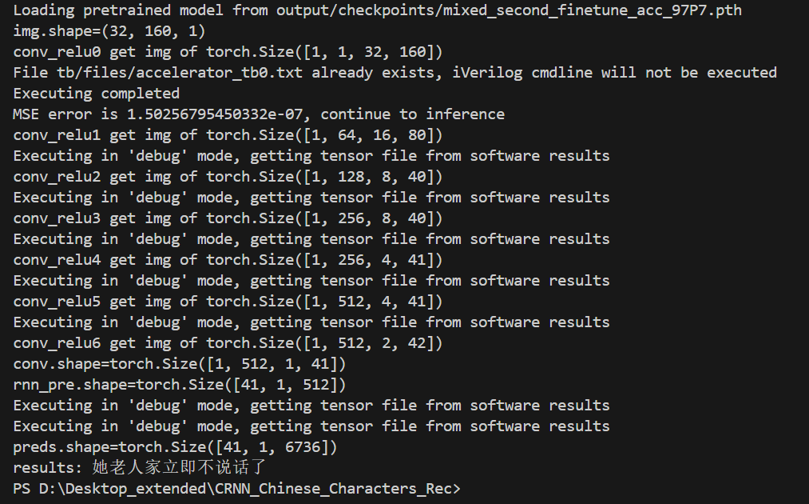 Loading pretrained model from output/checkpoints/mixed_second_finetune_acc_97P7.pth
img.shape=(32, 160, 1)
conv_relu0 get img of torch.Size([1, 1, 32, 160])
File tb/files/accelerator_tb0.txt already exists, iVerilog cmdline will not be executed
Executing completed
MSE error is 1.50256795450332e-07, continue to inference
conv_relu1 get img of torch.Size([1, 64, 16, 80])
Executing in 'debug' mode, getting tensor file from software results
conv_relu2 get img of torch.Size([1, 128, 8, 40])
Executing in 'debug' mode, getting tensor file from software results
conv_relu3 get img of torch.Size([1, 256, 8, 40])
Executing in 'debug' mode, getting tensor file from software results
conv_relu4 get img of torch.Size([1, 256, 4, 41])
Executing in 'debug' mode, getting tensor file from software results
conv_relu5 get img of torch.Size([1, 512, 4, 41])
Executing in 'debug' mode, getting tensor file from software results
conv_relu6 get img of torch.Size([1, 512, 2, 42])
conv.shape=torch.Size([1, 512, 1, 41])
rnn_pre.shape=torch.Size([41, 1, 512])
Executing in 'debug' mode, getting tensor file from software results
Executing in 'debug' mode, getting tensor file from software results
preds.shape=torch.Size([41, 1, 6736])
results: 她老人家立即不说话了
PS D:\Desktop_extended\CRNN_Chinese_Characters_Rec>